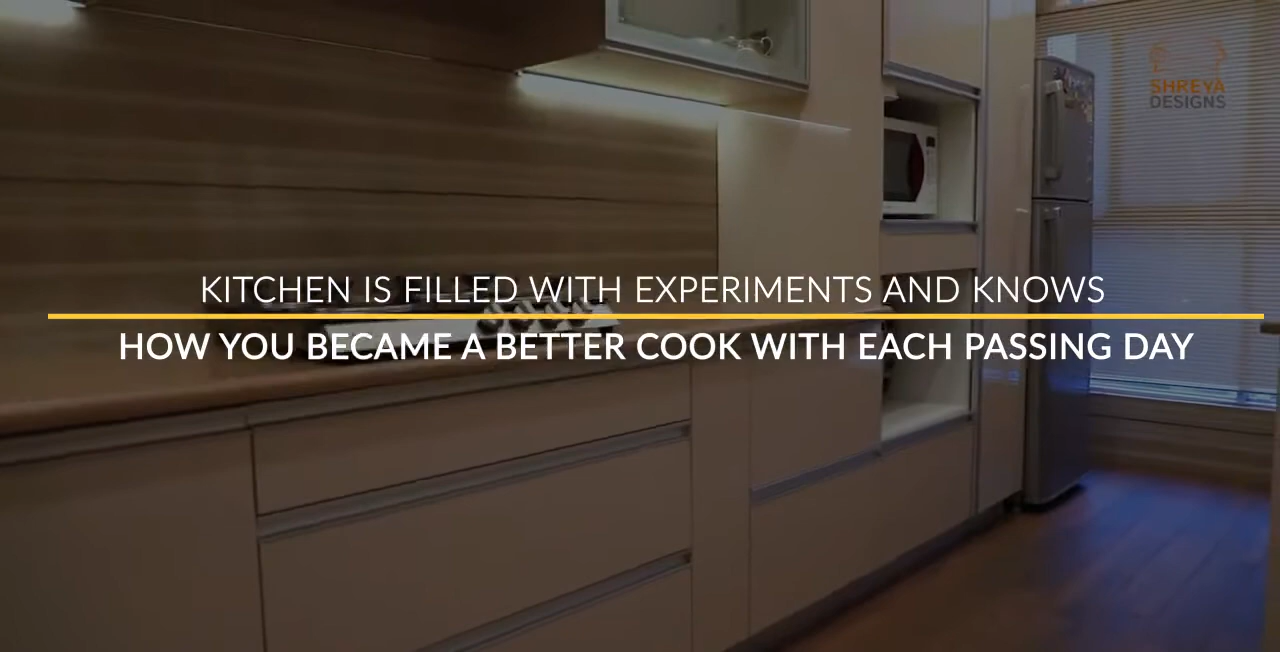 SHREYA
DESIGNS
KITCHEN IS FILLED WITH EXPERIMENTS AND KNOWS
HOW YOU BECAME A BETTER COOK WITH EACH PASSING DAY